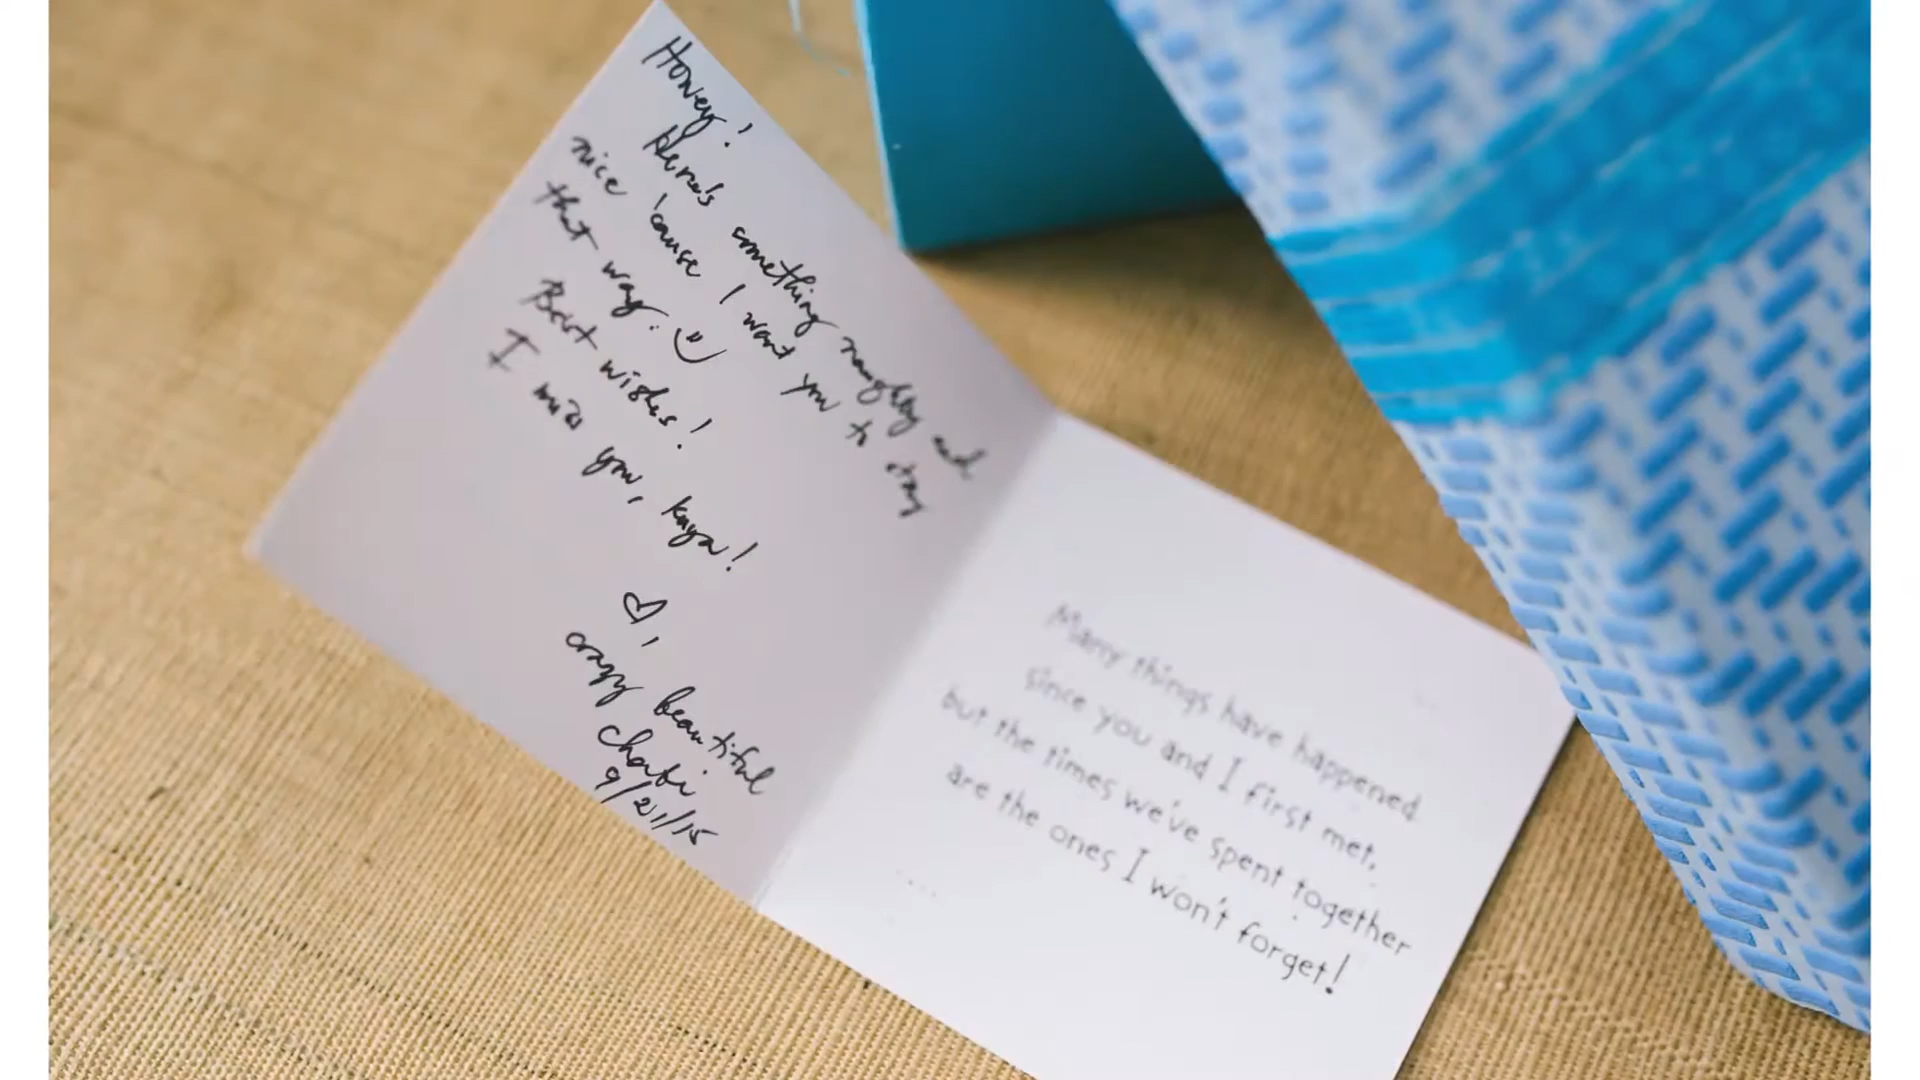 Honey!
Here's something naughty and
nice 'cause I want you to stay
that way.
Best wishes!
I miss you, kaya!
crazy beautiful
chabi
9/21/15
Many things have happened
since you and I first met,
but the times we've spent together
are the ones I won't forget!